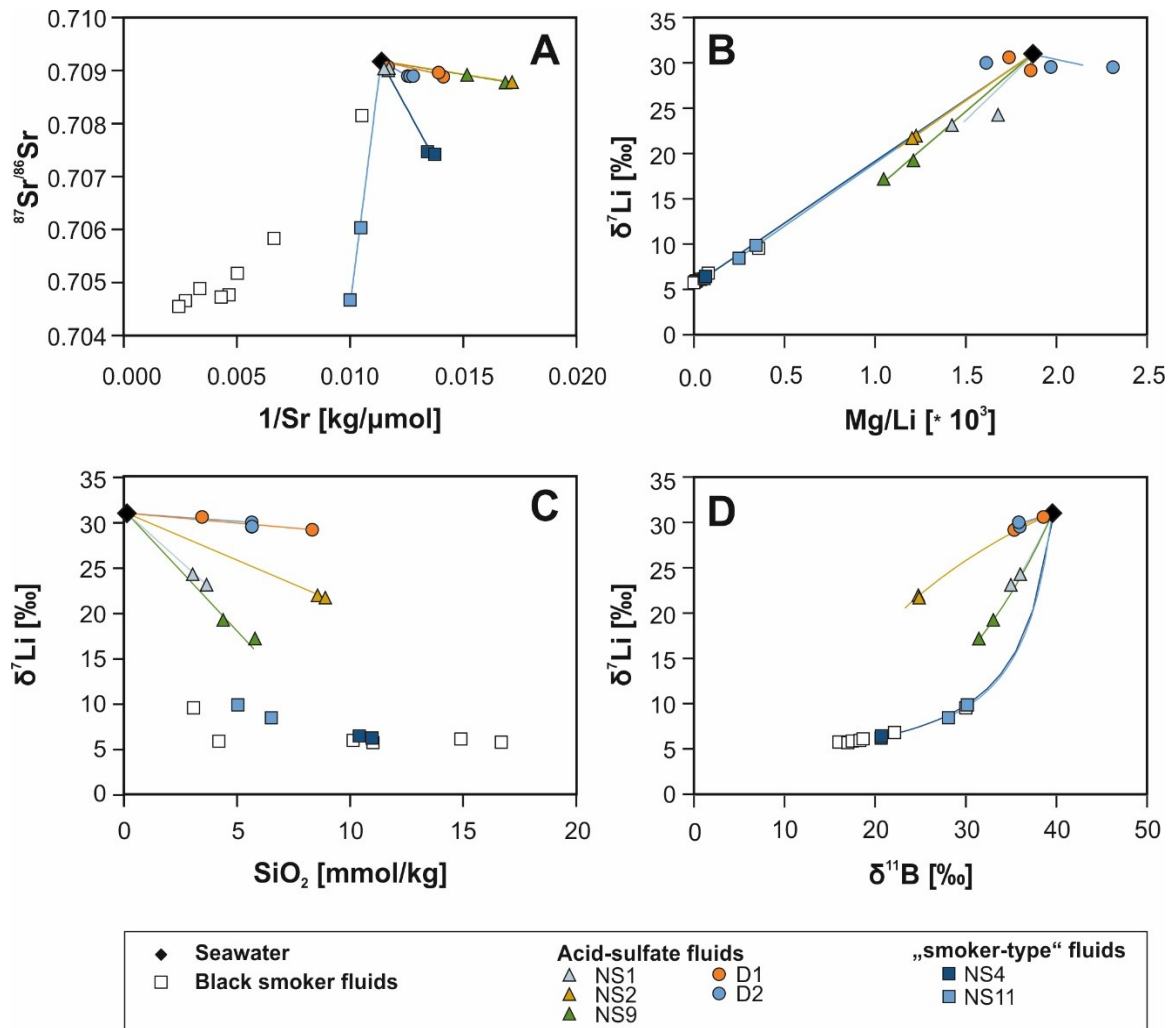 A
0.710
0.709
0.708
0.707
0.706
0.705
0.704
⁸⁷Sr/⁸⁶Sr
0.000 0.005 0.010 0.015 0.020
1/Sr [kg/µmol]
B
35
30
25
20
15
10
5
0
δ⁷Li [‰]
0.0 0.5 1.0 1.5 2.0 2.5
Mg/Li [* 10³]
C
35
30
25
20
15
10
5
0
δ⁷Li [‰]
0 5 10 15 20
SiO₂ [mmol/kg]
D
35
30
25
20
15
10
5
0
δ⁷Li [‰]
0 10 20 30 40 50
δ¹¹B [‰]
Seawater
Black smoker fluids
Acid-sulfate fluids
NS1 D1
NS2 D2
NS9
„smoker-type“ fluids
NS4
NS11